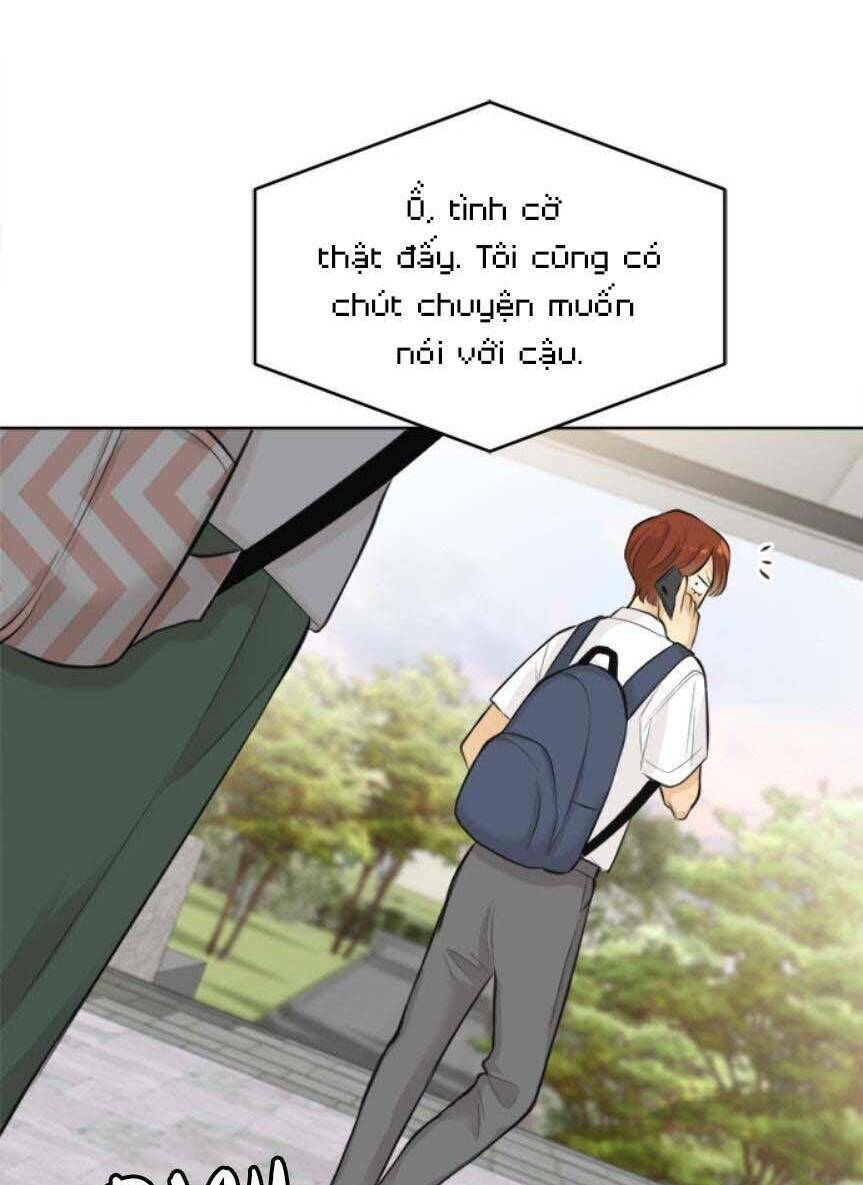 Ồ, tình cờ
thật đấy. Tôi cũng có
chút chuyện muốn
nói với cậu.